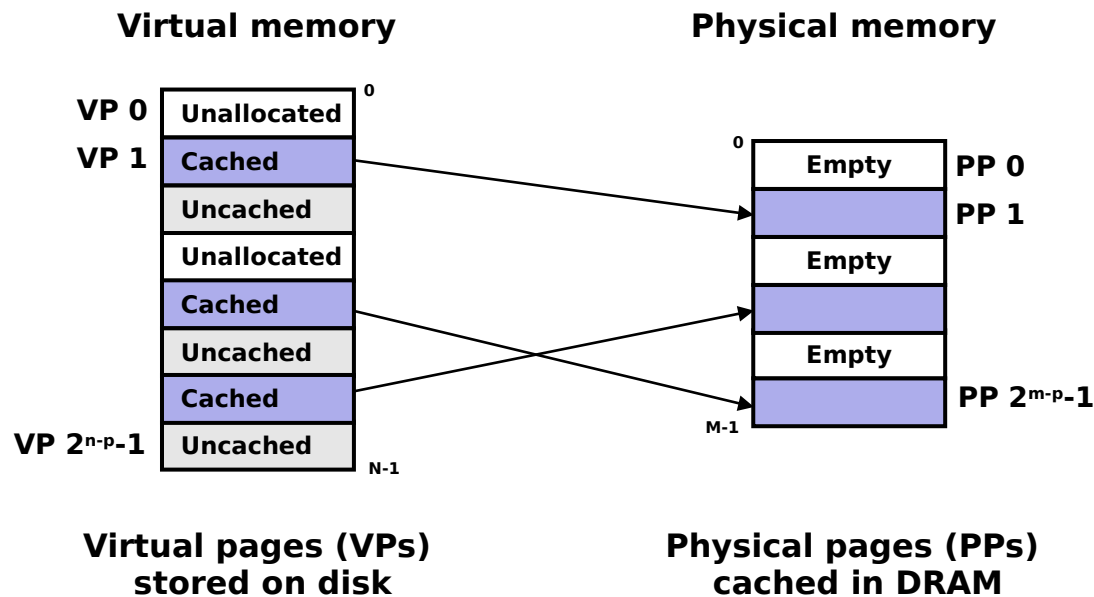 Virtual memory
Physical memory
0
VP 0
Unallocated
VP 1
Cached
Uncached
Unallocated
Cached
Uncached
Cached
VP 2ⁿ⁻ᵖ-1
Uncached
N-1
0
Empty
PP 0
PP 1
Empty
Empty
PP 2ᵐ⁻ᵖ-1
M-1
Virtual pages (VPs)
stored on disk
Physical pages (PPs)
cached in DRAM